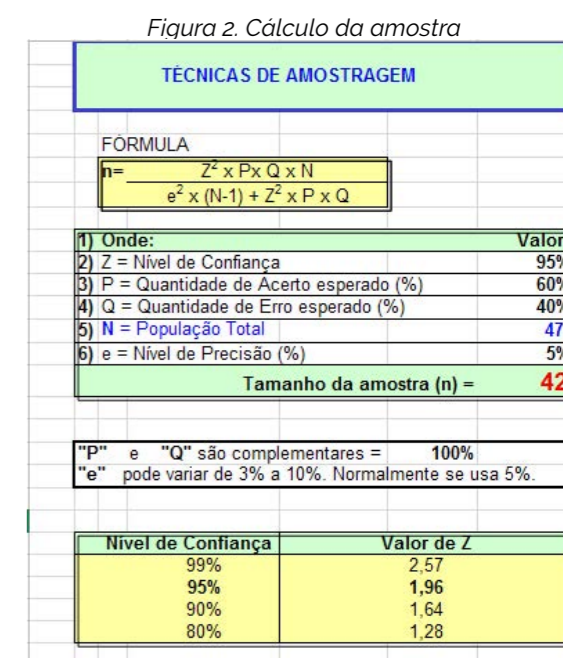 Figura 2. Cálculo da amostra
TÉCNICAS DE AMOSTRAGEM
FÓRMULA
n= Z² x Px Q x N
e² x (N-1) + Z² x P x Q
1) Onde: Valor
2) Z = Nível de Confiança 95%
3) P = Quantidade de Acerto esperado (%) 60%
4) Q = Quantidade de Erro esperado (%) 40%
5) N = População Total 47
6) e = Nível de Precisão (%) 5%
Tamanho da amostra (n) = 42
"P" e "Q" são complementares = 100%
"e" pode variar de 3% a 10%. Normalmente se usa 5%.
Nível de Confiança Valor de Z
99% 2,57
95% 1,96
90% 1,64
80% 1,28